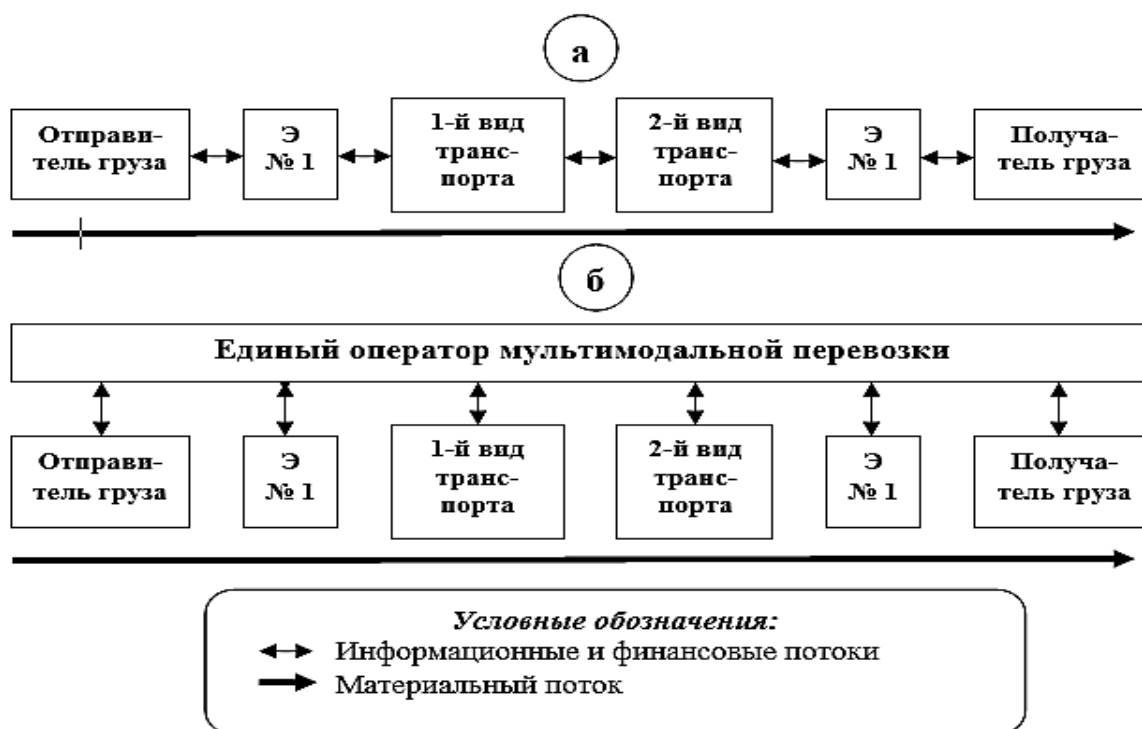 а
Отправи-
тель груза
Э
№ 1
1-й вид
транс-
порта
2-й вид
транс-
порта
Э
№ 1
Получа-
тель груза
б
Единый оператор мультимодальной перевозки
Отправи-
тель груза
Э
№ 1
1-й вид
транс-
порта
2-й вид
транс-
порта
Э
№ 1
Получа-
тель груза
Условные обозначения:
Информационные и финансовые потоки
Материальный поток